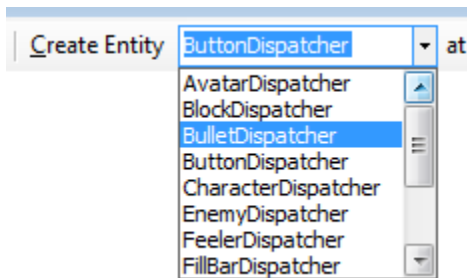 Create Entity ButtonDispatcher at
AvatarDispatcher
BlockDispatcher
BulletDispatcher
ButtonDispatcher
CharacterDispatcher
EnemyDispatcher
FeelerDispatcher
FillBarDispatcher